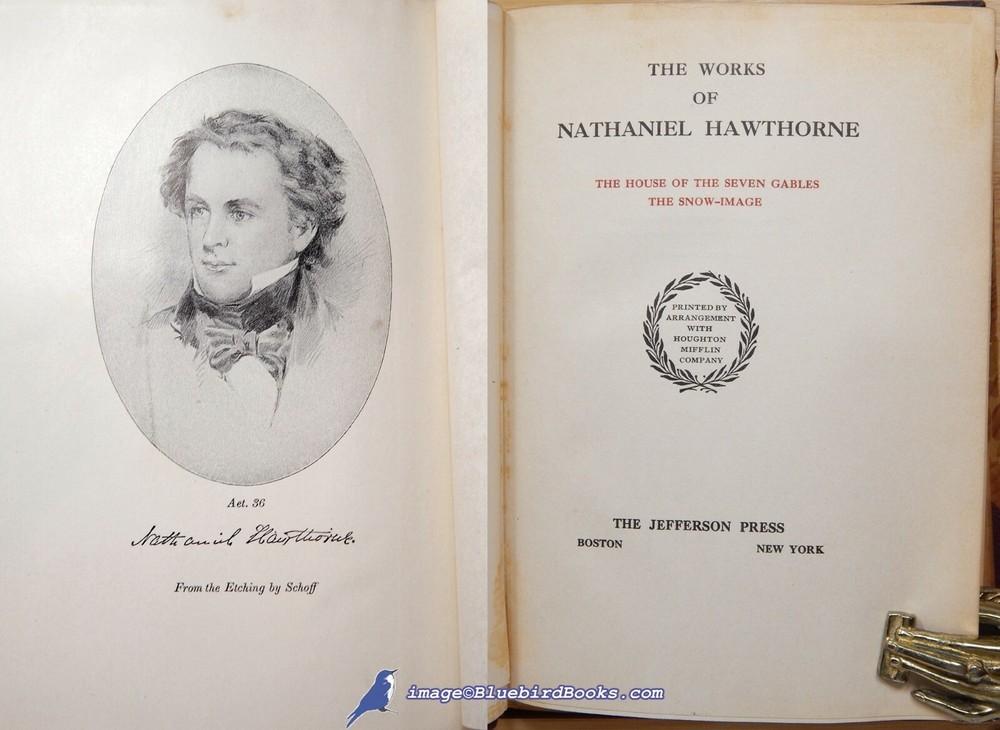 Aet. 36
Nathaniel Hawthorne.
From the Etching by Schoff
THE WORKS
OF
NATHANIEL HAWTHORNE
THE HOUSE OF THE SEVEN GABLES
THE SNOW-IMAGE
PRINTED BY
ARRANGEMENT
WITH
HOUGHTON
MIFFLIN
COMPANY
THE JEFFERSON PRESS
BOSTON NEW YORK
image©BluebirdBooks.com